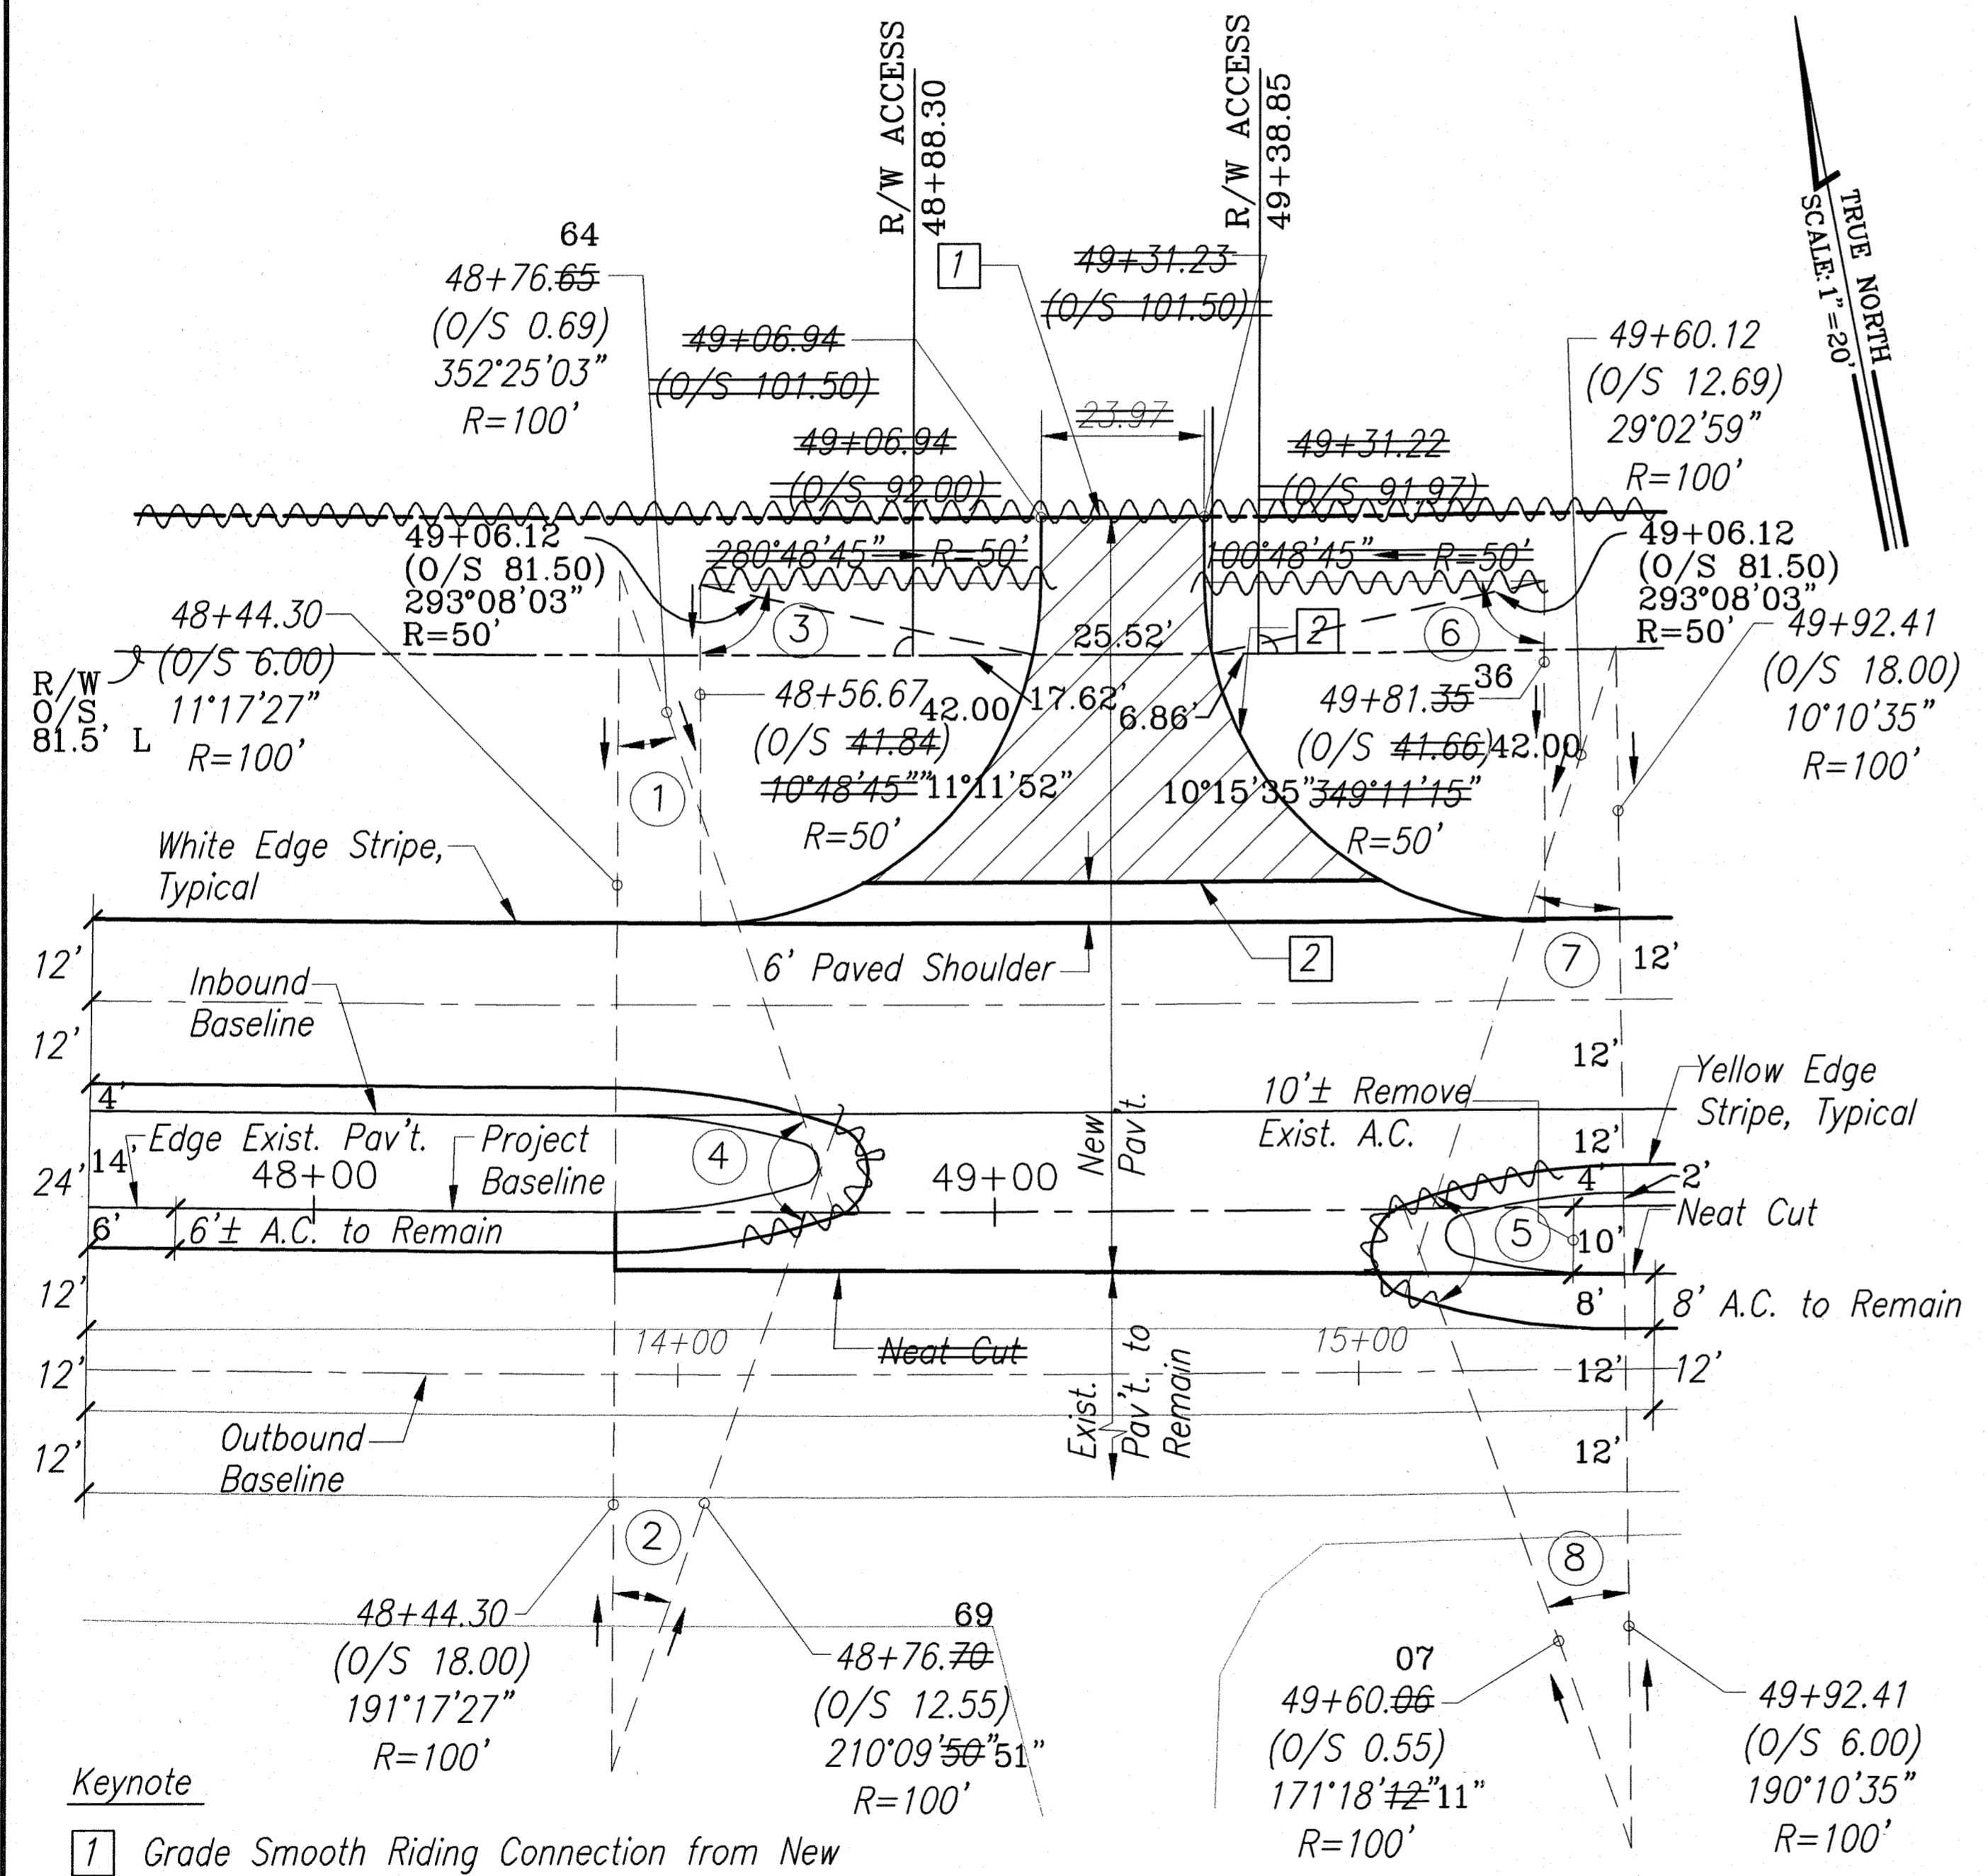 R/W ACCESS
48+88.30
R/W ACCESS
49+38.85
TRUE NORTH
SCALE: 1"=20'
64
48+76.65
(O/S 0.69)
352°25'03"
R=100'
1
49+31.23
(O/S 101.50)
49+06.94
(O/S 101.50)
49+60.12
(O/S 12.69)
29°02'59"
R=100'
23.97
49+06.94
(O/S 92.00)
49+31.22
(O/S 91.97)
49+06.12
(O/S 81.50)
293°08'03"
R=50'
280°48'45" R=50'
100°48'45" R=50'
49+06.12
(O/S 81.50)
293°08'03"
R=50'
48+44.30
(O/S 6.00)
11°17'27"
R=100'
R/W
O/S
81.5' L
3
25.52'
2
6
49+92.41
(O/S 18.00)
10°10'35"
R=100'
48+56.67
42.00
17.62'
(O/S 41.84)
10°48'45"" 11°11'52"
R=50'
6.86'
49+81.35
36
(O/S 41.66) 42.00
10°15'35" 349°11'15"
R=50'
1
White Edge Stripe,
Typical
6' Paved Shoulder
2
7
12'
12'
Inbound
Baseline
12'
12'
4'
10'± Remove
Exist. A.C.
New
Pav't.
Yellow Edge
Stripe, Typical
Edge Exist. Pav't.
Project
Baseline
14'
24'
48+00
4
49+00
12'
4'
2'
Neat Cut
6'
6'± A.C. to Remain
5
10'
12'
8'
8' A.C. to Remain
14+00
Neat Cut
15+00
12'
12'
12'
Exist.
Pav't. to
Remain
Outbound
Baseline
12'
12'
2
8
48+44.30
(O/S 18.00)
191°17'27"
R=100'
69
48+76.70
(O/S 12.55)
210°09'50"51"
R=100'
07
49+60.06
(O/S 0.55)
171°18'12"11"
R=100'
49+92.41
(O/S 6.00)
190°10'35"
R=100'
Keynote
1 Grade Smooth Riding Connection from New